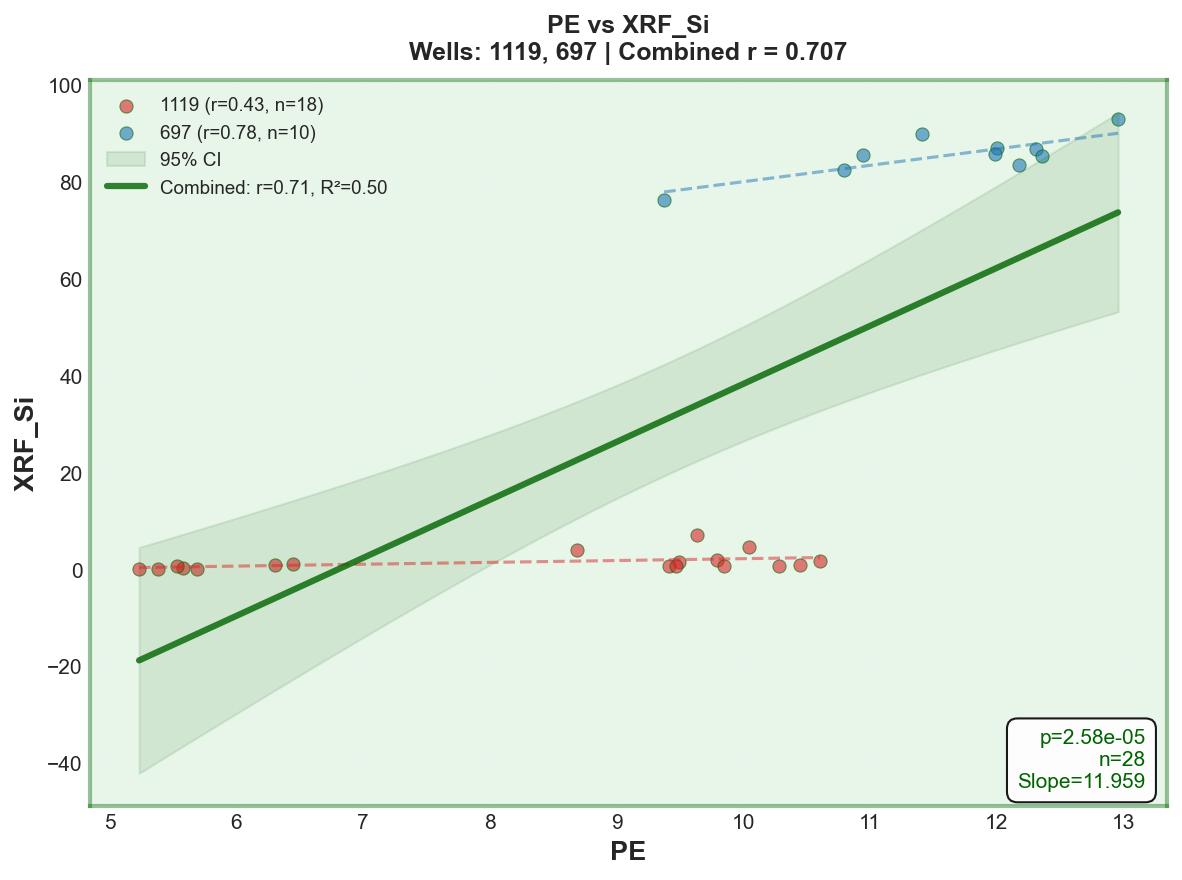 PE vs XRF_Si
Wells: 1119, 697 | Combined r = 0.707
1119 (r=0.43, n=18)
697 (r=0.78, n=10)
95% CI
Combined: r=0.71, R²=0.50
100
80
60
40
20
0
−20
−40
XRF_Si
p=2.58e-05
n=28
Slope=11.959
5 6 7 8 9 10 11 12 13
PE